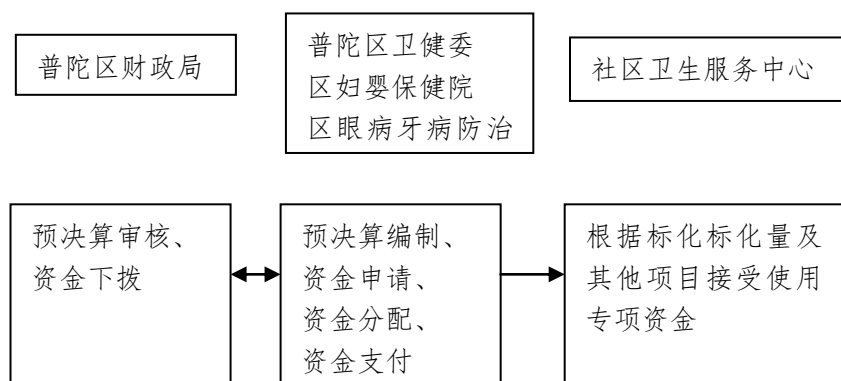 普陀区财政局
普陀区卫健委
区妇婴保健院
区眼病牙病防治
社区卫生服务中心
预决算审核、
资金下拨
预决算编制、
资金申请、
资金分配、
资金支付
根据标化标化量及
其他项目接受使用
专项资金